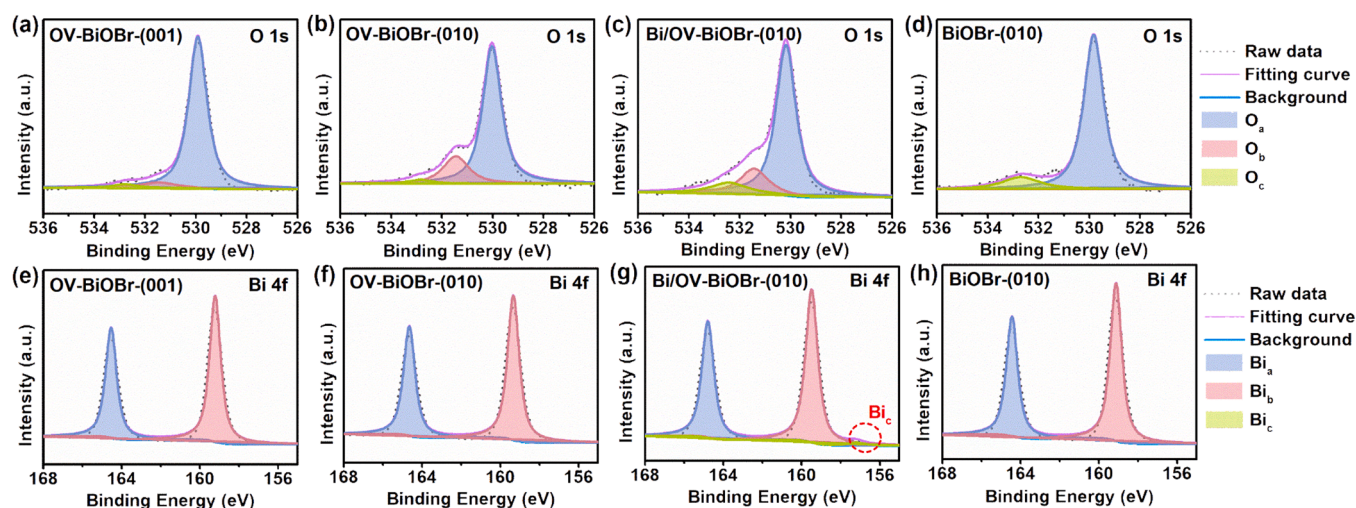 (a) OV-BiOBr-(001) O 1s
Intensity (a.u.)
536 534 532 530 528 526
Binding Energy (eV)
(b) OV-BiOBr-(010) O 1s
Intensity (a.u.)
536 534 532 530 528 526
Binding Energy (eV)
(c) Bi/OV-BiOBr-(010) O 1s
Intensity (a.u.)
536 534 532 530 528 526
Binding Energy (eV)
(d) BiOBr-(010) O 1s
Intensity (a.u.)
536 534 532 530 528 526
Binding Energy (eV)
Raw data
Fitting curve
Background
Oa
Ob
Oc
(e) OV-BiOBr-(001) Bi 4f
Intensity (a.u.)
168 164 160 156
Binding Energy (eV)
(f) OV-BiOBr-(010) Bi 4f
Intensity (a.u.)
168 164 160 156
Binding Energy (eV)
(g) Bi/OV-BiOBr-(010) Bi 4f
Bic
Intensity (a.u.)
168 164 160 156
Binding Energy (eV)
(h) BiOBr-(010) Bi 4f
Intensity (a.u.)
168 164 160 156
Binding Energy (eV)
Raw data
Fitting curve
Background
Bia
Bib
Bic